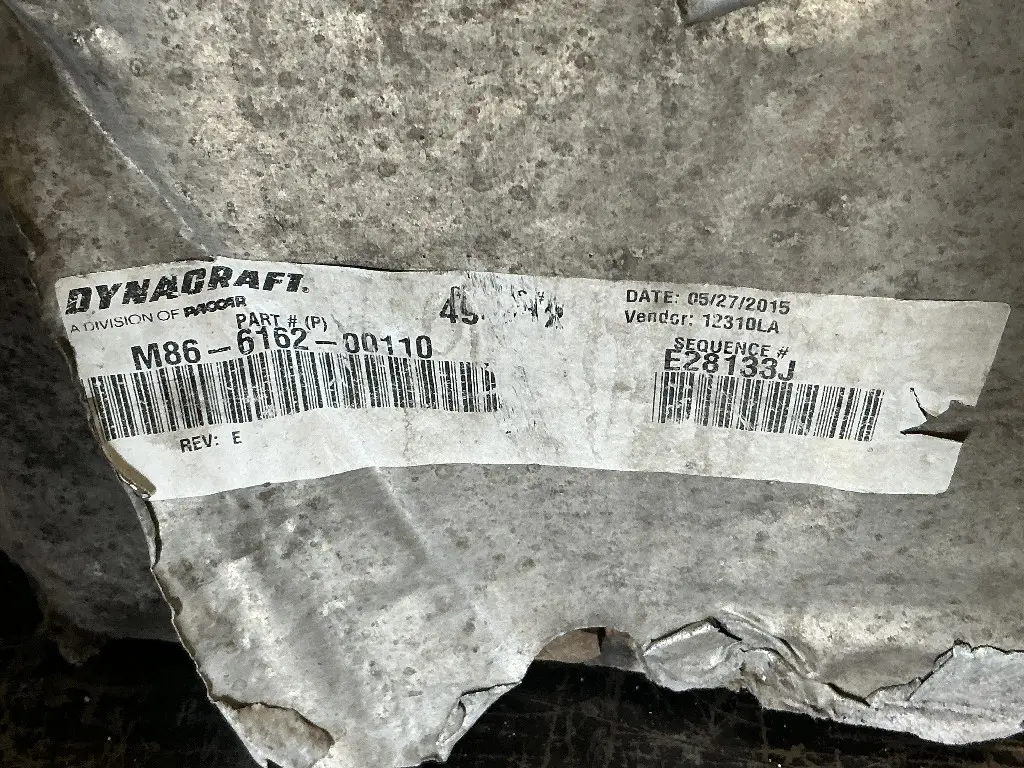 DYNACRAFT.
A DIVISION OF PACCAR
PART # (P)
M86-6162-00110
REV: E
DATE: 05/27/2015
Vendor: 12310LA
SEQUENCE #
E28133J